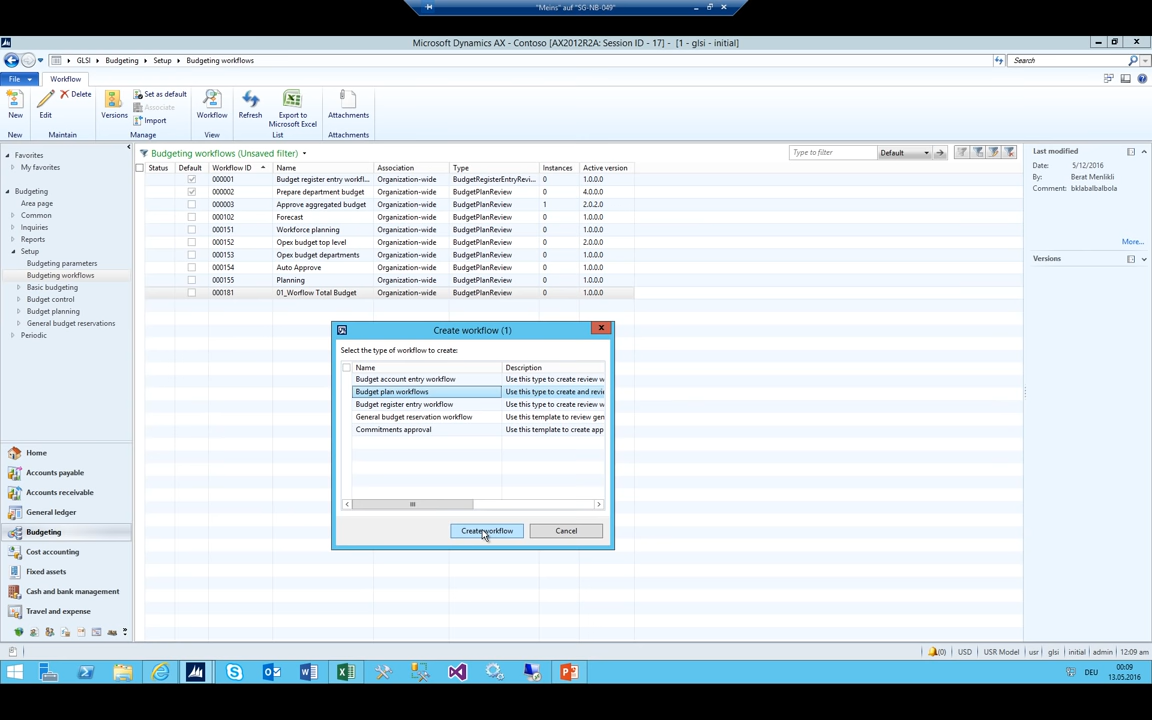 "Meins" auf "SG-NB-049"
Microsoft Dynamics AX - Contoso [AX2012R2A: Session ID - 17] - [1 - glsi - initial]
GLSI Budgeting Setup Budgeting workflows
Search
File Workflow
New Edit Delete Versions Set as default Associate Import Workflow Refresh Export to Microsoft Excel Attachments
New Maintain Manage View List Attachments
Favorites
My favorites
Budgeting
Area page
Common
Inquiries
Reports
Setup
Budgeting parameters
Budgeting workflows
Basic budgeting
Budget control
Budget planning
General budget reservations
Periodic
Home
Accounts payable
Accounts receivable
General ledger
Budgeting
Cost accounting
Fixed assets
Cash and bank management
Travel and expense
Budgeting workflows (Unsaved filter)
Type to filter Default
Status Default Workflow ID Name Association Type Instances Active version
000001 Budget register entry workfl... Organization-wide BudgetRegisterEntryRevi... 0 1.0.0.0
000002 Prepare department budget Organization-wide BudgetPlanReview 0 4.0.0.0
000003 Approve aggregated budget Organization-wide BudgetPlanReview 1 2.0.2.0
000102 Forecast Organization-wide BudgetPlanReview 0 1.0.0.0
000151 Workforce planning Organization-wide BudgetPlanReview 0 1.0.0.0
000152 Opex budget top level Organization-wide BudgetPlanReview 0 2.0.0.0
000153 Opex budget departments Organization-wide BudgetPlanReview 0 1.0.0.0
000154 Auto Approve Organization-wide BudgetPlanReview 0 1.0.0.0
000155 Planning Organization-wide BudgetPlanReview 0 1.0.0.0
000181 01_Worflow Total Budget Organization-wide BudgetPlanReview 0 1.0.0.0
Create workflow (1)
Select the type of workflow to create:
Name Description
Budget account entry workflow Use this type to create review w
Budget plan workflows Use this type to create and revie
Budget register entry workflow Use this type to create review w
General budget reservation workflow Use this template to review gen
Commitments approval Use this template to create app
Create workflow Cancel
Last modified
Date: 5/12/2016
By: Berat Menlikli
Comment: bklabalbalbola
More...
Versions
(0) USD USR Model usr glsi initial admin 12:09 am
DEU 00:09
13.05.2016